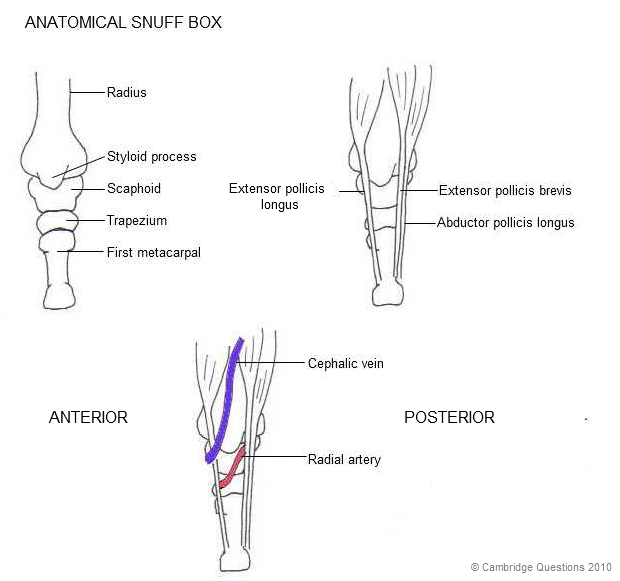 ANATOMICAL SNUFF BOX
Radius
Styloid process
Scaphoid
Trapezium
First metacarpal
Extensor pollicis
longus
Extensor pollicis brevis
Abductor pollicis longus
Cephalic vein
ANTERIOR
POSTERIOR
Radial artery
© Cambridge Questions 2010